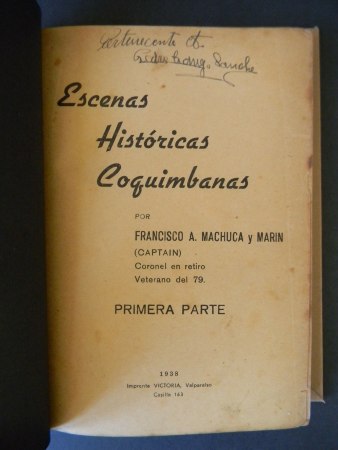 Perteneciente A.
Escenas
Históricas
Coquimbanas
POR
FRANCISCO A. MACHUCA y MARIN
(CAPTAIN)
Coronel en retiro
Veterano del 79.
PRIMERA PARTE
1938
Imprenta VICTORIA, Valparaíso
Casilla 163